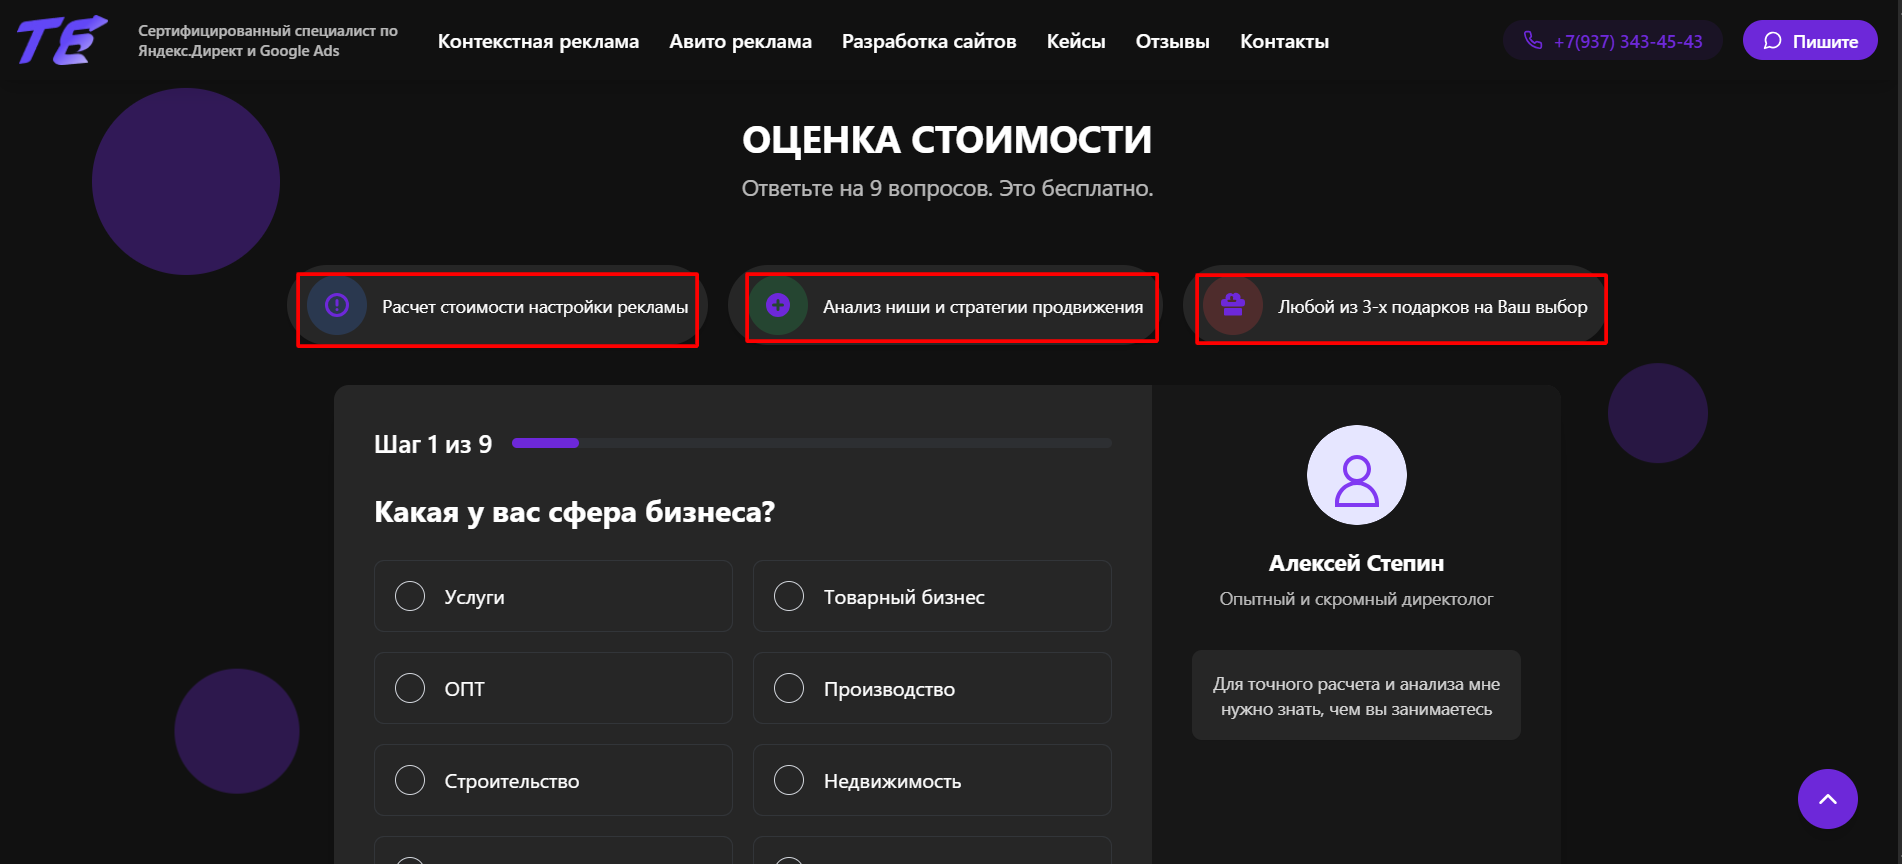 ТЕ
Сертифицированный специалист по
Яндекс.Директ и Google Ads
Контекстная реклама
Авито реклама
Разработка сайтов
Кейсы
Отзывы
Контакты
+7(937) 343-45-43
Пишите
ОЦЕНКА СТОИМОСТИ
Ответьте на 9 вопросов. Это бесплатно.
Расчет стоимости настройки рекламы
Анализ ниши и стратегии продвижения
Любой из 3-х подарков на Ваш выбор
Шаг 1 из 9
Какая у вас сфера бизнеса?
Услуги
Товарный бизнес
ОПТ
Производство
Строительство
Недвижимость
Алексей Степин
Опытный и скромный директолог
Для точного расчета и анализа мне
нужно знать, чем вы занимаетесь